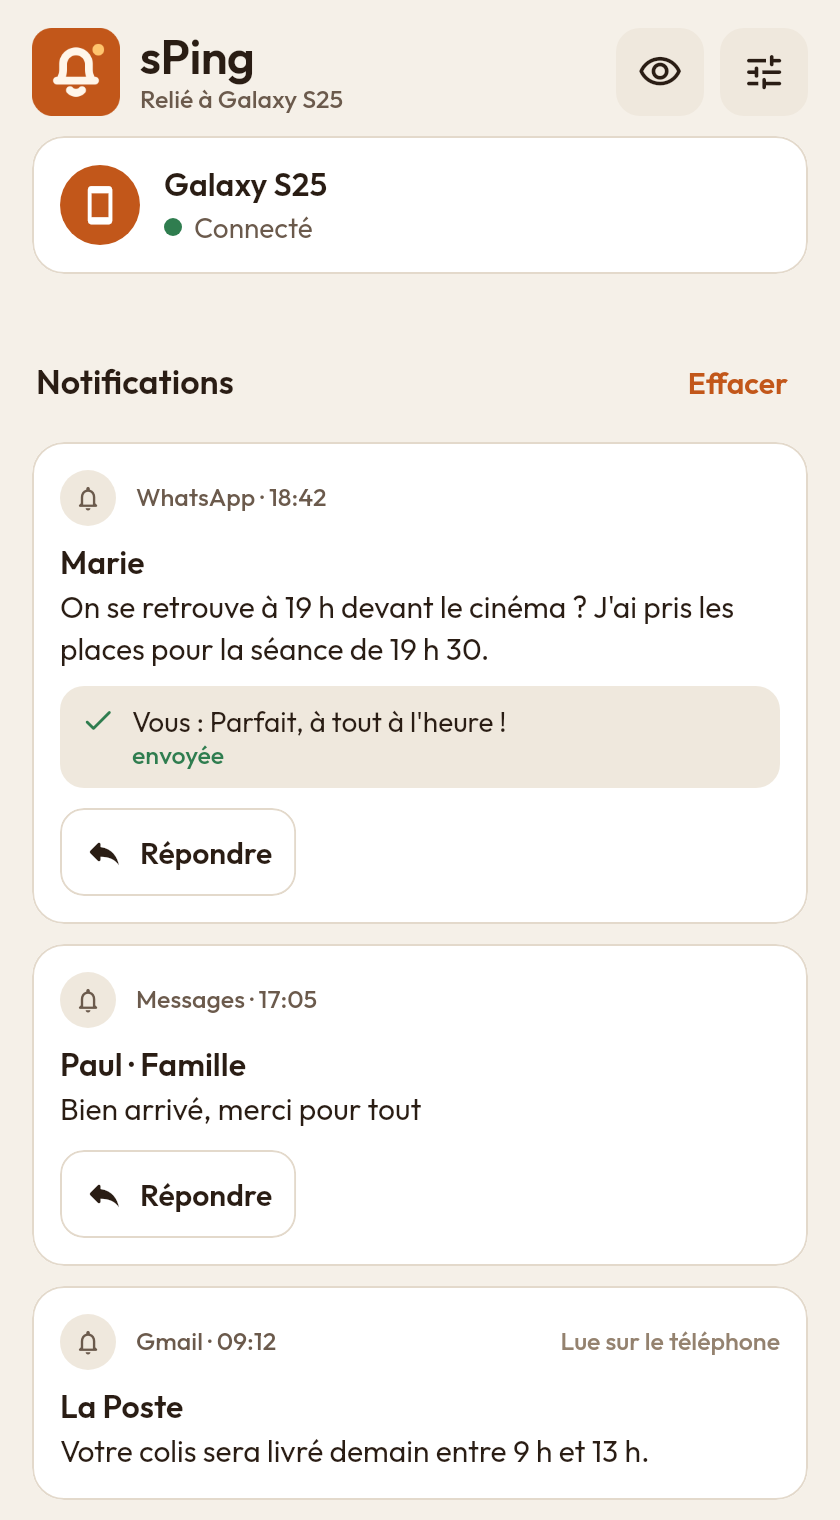 sPing
Relié à Galaxy S25
Galaxy S25
Connecté
Notifications
Effacer
WhatsApp · 18:42
Marie
On se retrouve à 19 h devant le cinéma ? J'ai pris les
places pour la séance de 19 h 30.
Vous : Parfait, à tout à l'heure !
envoyée
Répondre
Messages · 17:05
Paul · Famille
Bien arrivé, merci pour tout
Répondre
Gmail · 09:12
Lue sur le téléphone
La Poste
Votre colis sera livré demain entre 9 h et 13 h.